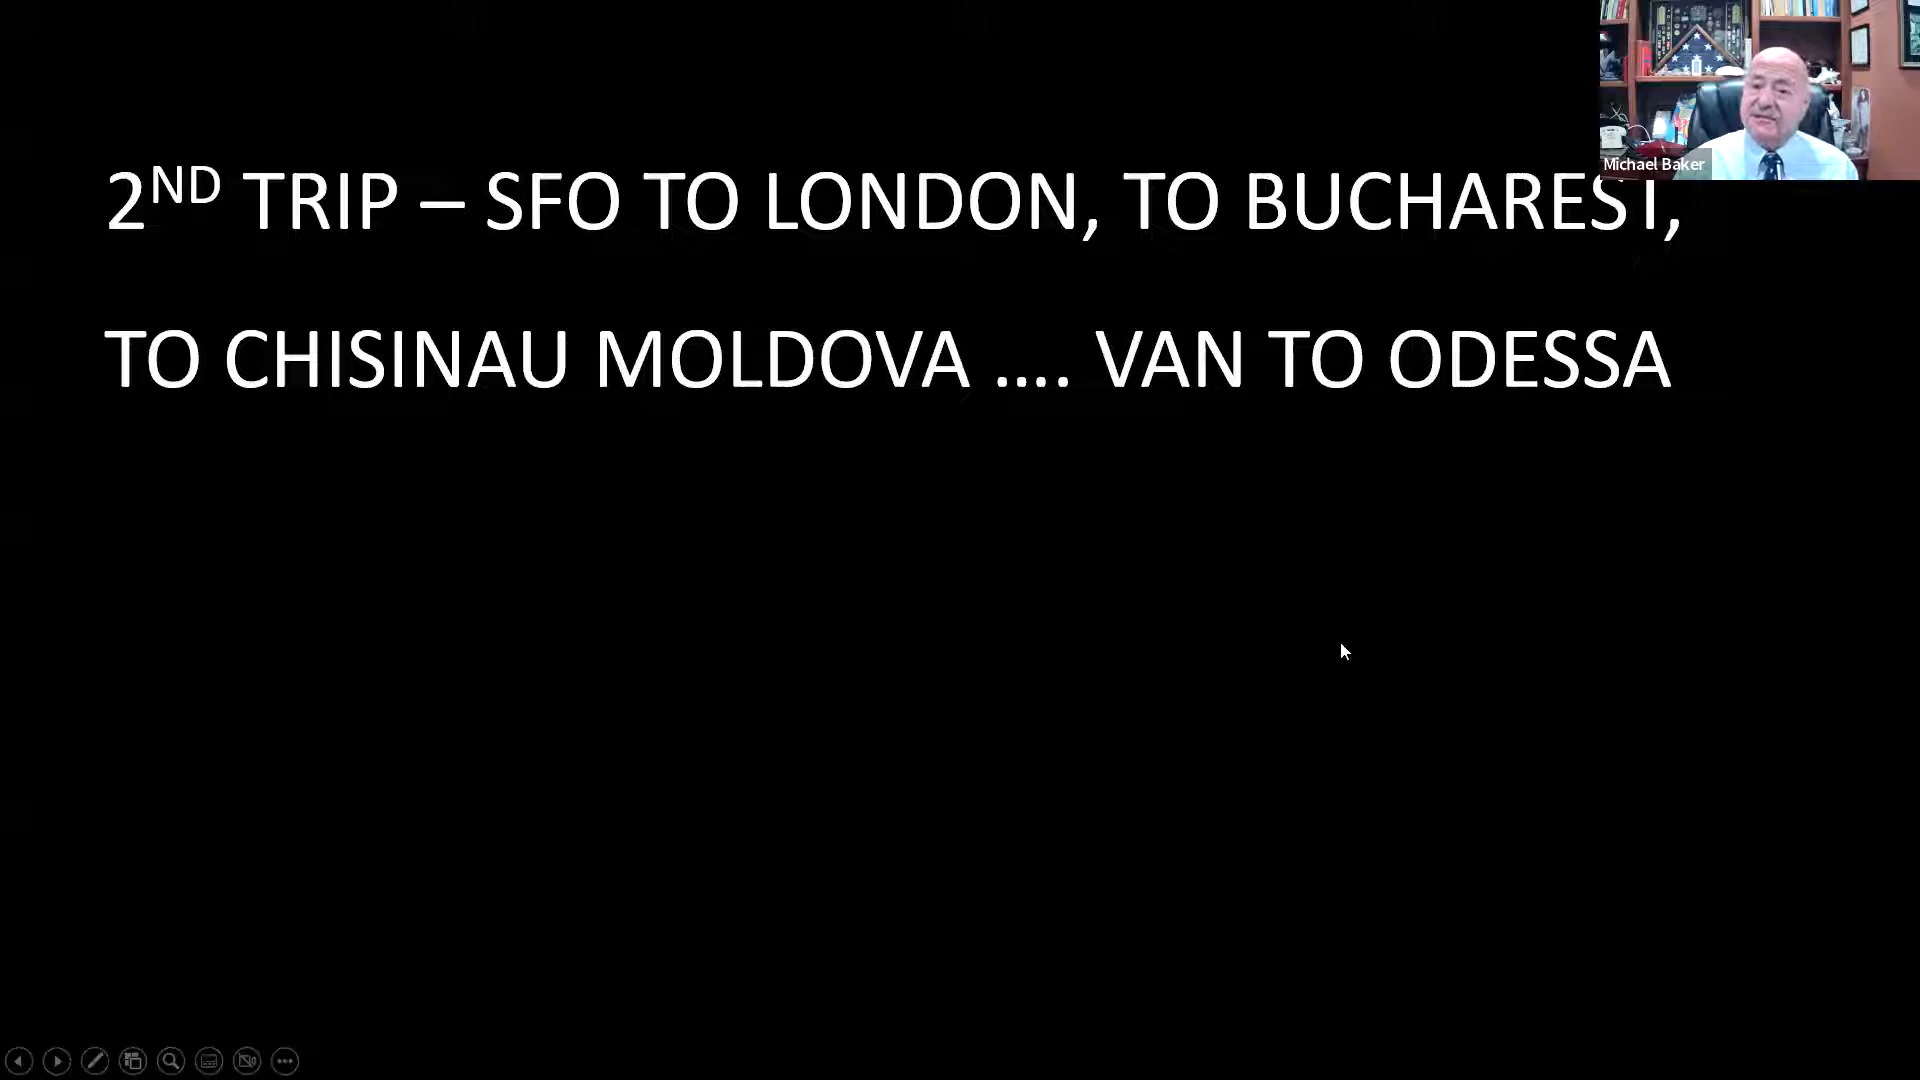 Michael Baker
2ND TRIP – SFO TO LONDON, TO BUCHAREST,
TO CHISINAU MOLDOVA …. VAN TO ODESSA